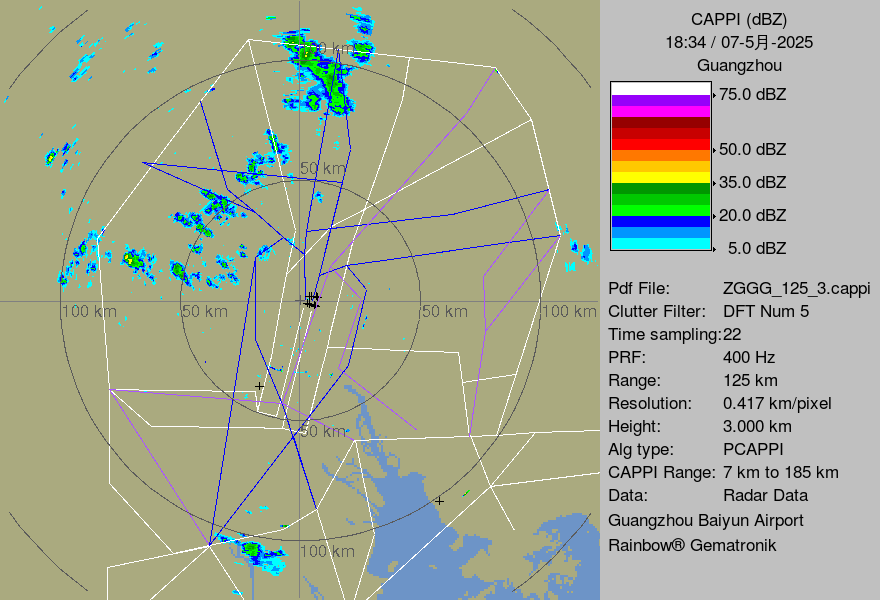 CAPPI (dBZ)
18:34 / 07-5月-2025
Guangzhou
75.0 dBZ
50.0 dBZ
35.0 dBZ
20.0 dBZ
5.0 dBZ
100 km
50 km
100 km
50 km
50 km
100 km
50 km
100 km
Pdf File: ZGGG_125_3.cappi
Clutter Filter: DFT Num 5
Time sampling:22
PRF: 400 Hz
Range: 125 km
Resolution: 0.417 km/pixel
Height: 3.000 km
Alg type: PCAPPI
CAPPI Range: 7 km to 185 km
Data: Radar Data
Guangzhou Baiyun Airport
Rainbow® Gematronik